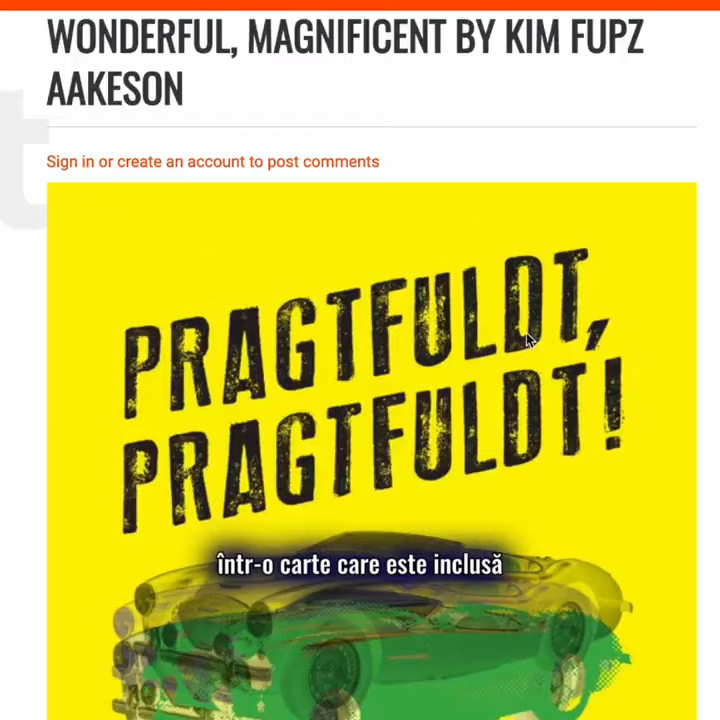 WONDERFUL, MAGNIFICENT BY KIM FUPZ
AAKESON
Sign in or create an account to post comments
PRAGTFULDT,
PRAGTFULDT!
într-o carte care este inclusă